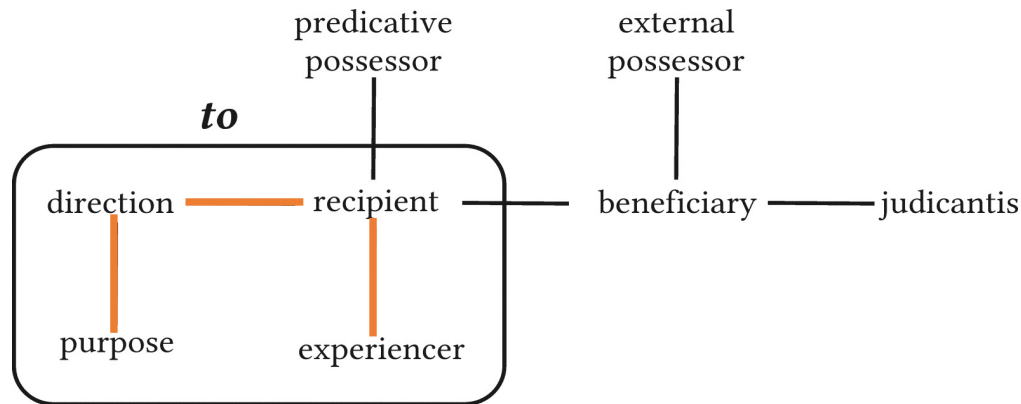 predicative
possessor
external
possessor
to
direction
recipient
beneficiary
judicantis
purpose
experiencer